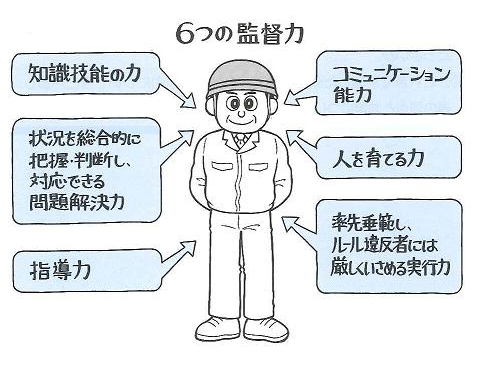 6つの監督力
知識技能の力
状況を総合的に
把握・判断し、
対応できる
問題解決力
指導力
コミュニケーション
能力
人を育てる力
率先垂範し、
ルール違反者には
厳しくいさめる実行力